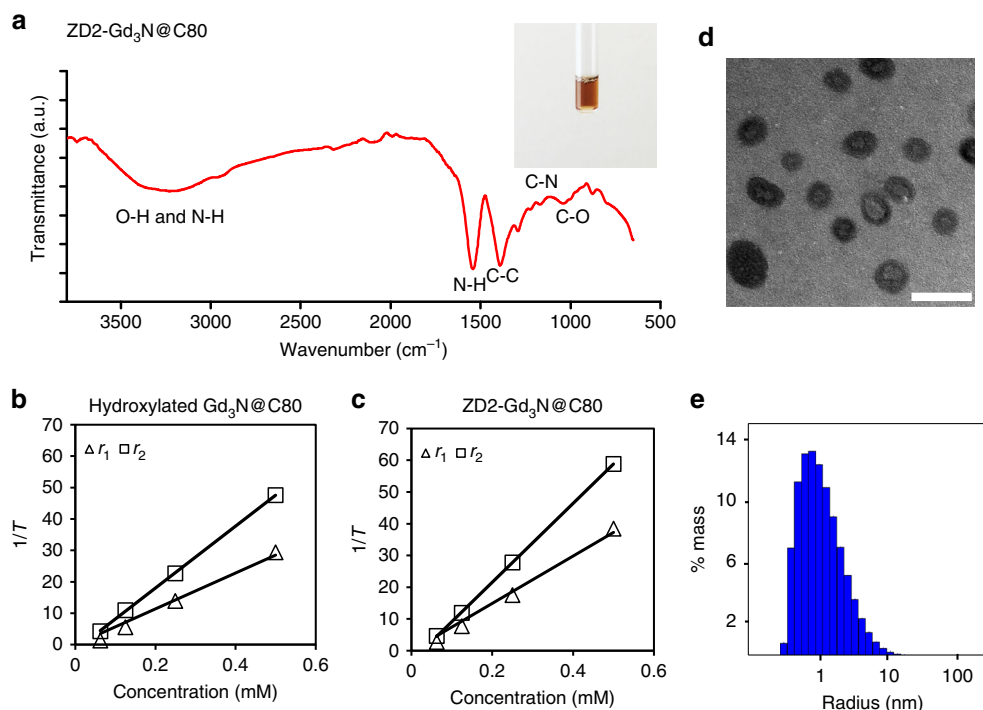 a
ZD2-Gd₃N@C80
Transmittance (a.u.)
O-H and N-H
N-H
C-C
C-N
C-O
3500 3000 2500 2000 1500 1000 500
Wavenumber (cm⁻¹)
d
b
Hydroxylated Gd₃N@C80
1/T
70
60
50
40
30
20
10
0
△ r₁ □ r₂
0 0.2 0.4 0.6
Concentration (mM)
c
ZD2-Gd₃N@C80
1/T
70
60
50
40
30
20
10
0
△ r₁ □ r₂
0 0.2 0.4 0.6
Concentration (mM)
e
% mass
14
10
6
2
1 10 100
Radius (nm)